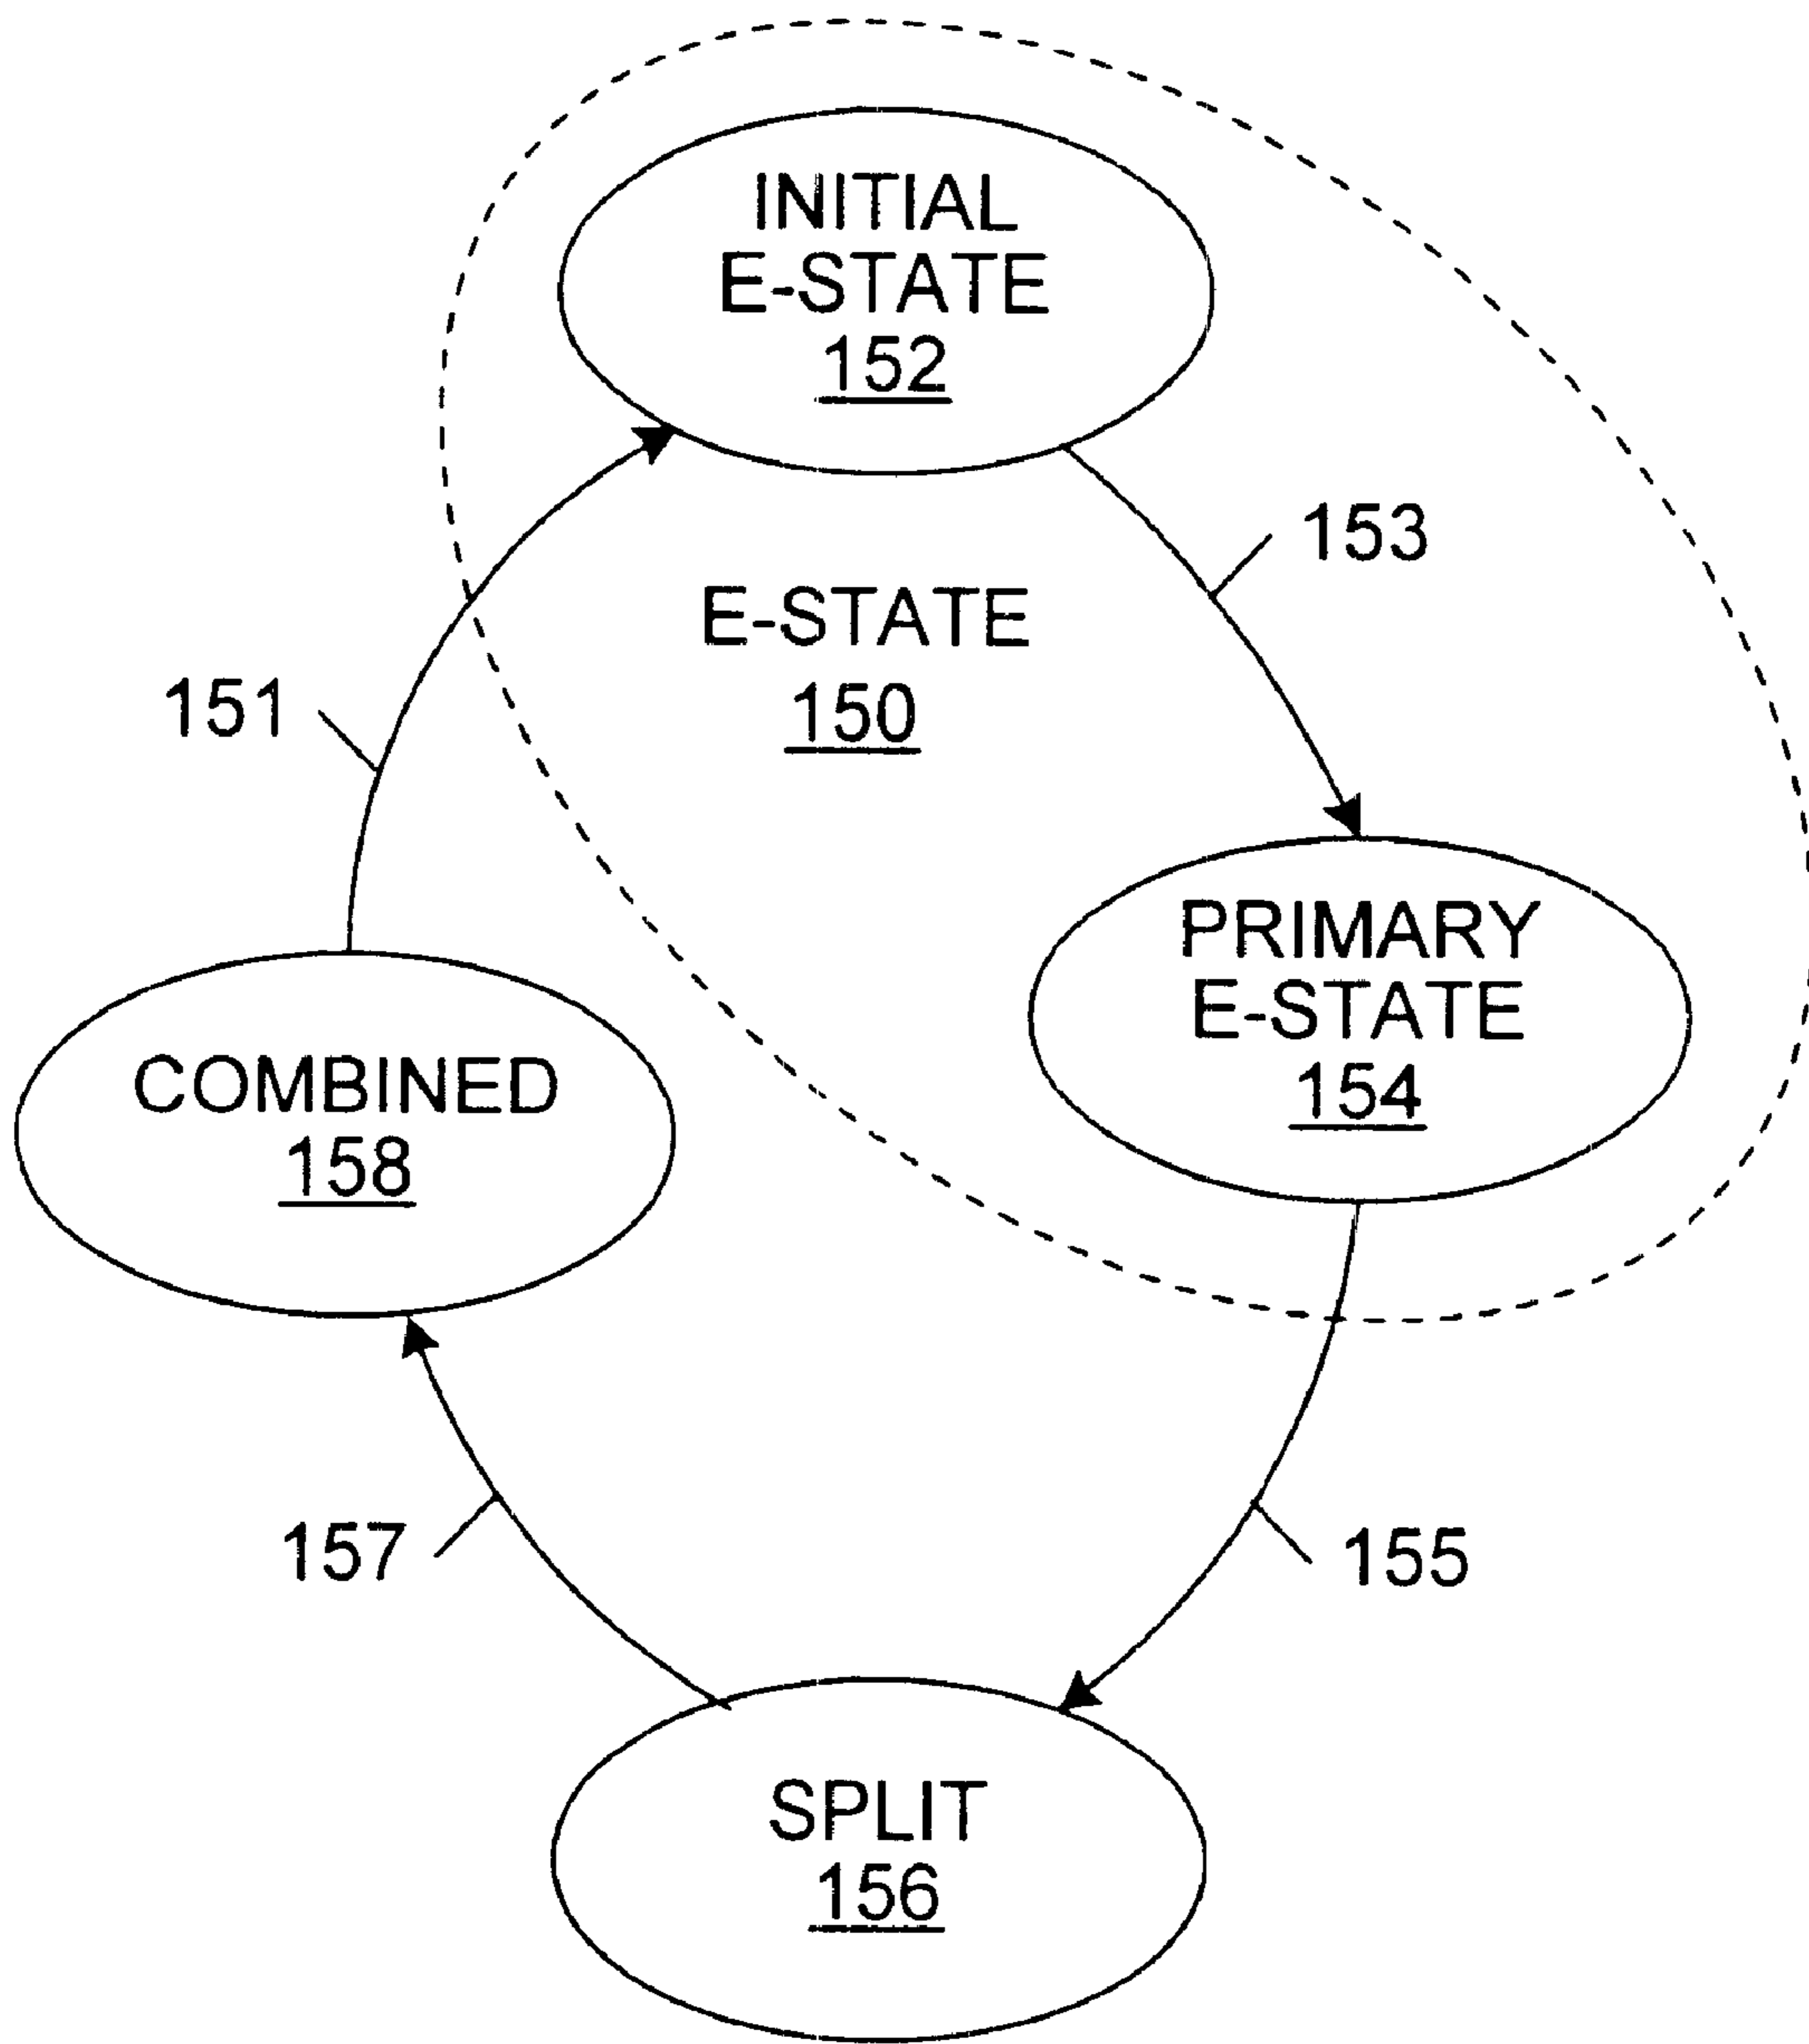 INITIAL
E-STATE
152
153
E-STATE
150
151
PRIMARY
E-STATE
154
COMBINED
158
157
155
SPLIT
156